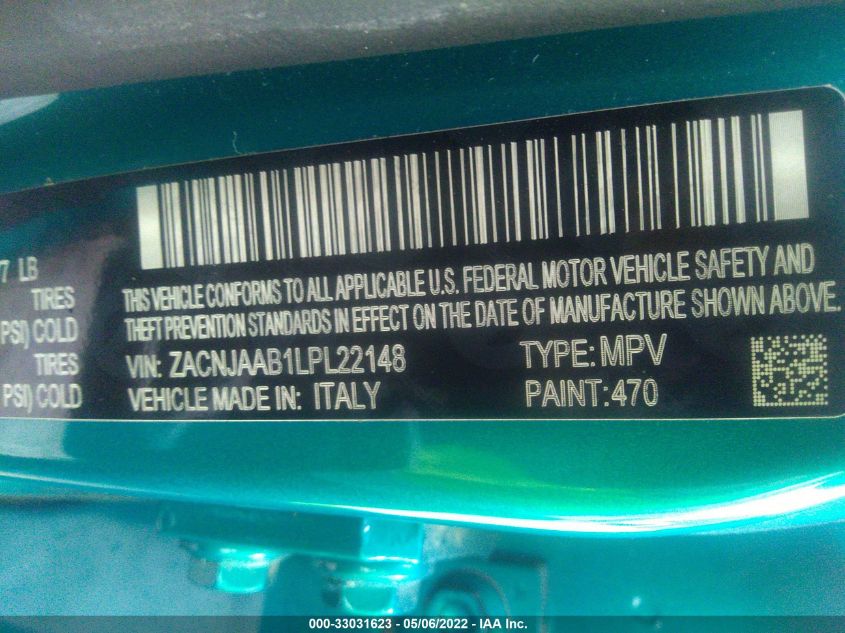 7 LB
TIRES
PSI) COLD
TIRES
PSI) COLD
THIS VEHICLE CONFORMS TO ALL APPLICABLE U.S. FEDERAL MOTOR VEHICLE SAFETY AND
THEFT PREVENTION STANDARDS IN EFFECT ON THE DATE OF MANUFACTURE SHOWN ABOVE.
VIN: ZACNJAAB1LPL22148 TYPE: MPV
VEHICLE MADE IN: ITALY PAINT:470
000-33031623 - 05/06/2022 - IAA Inc.